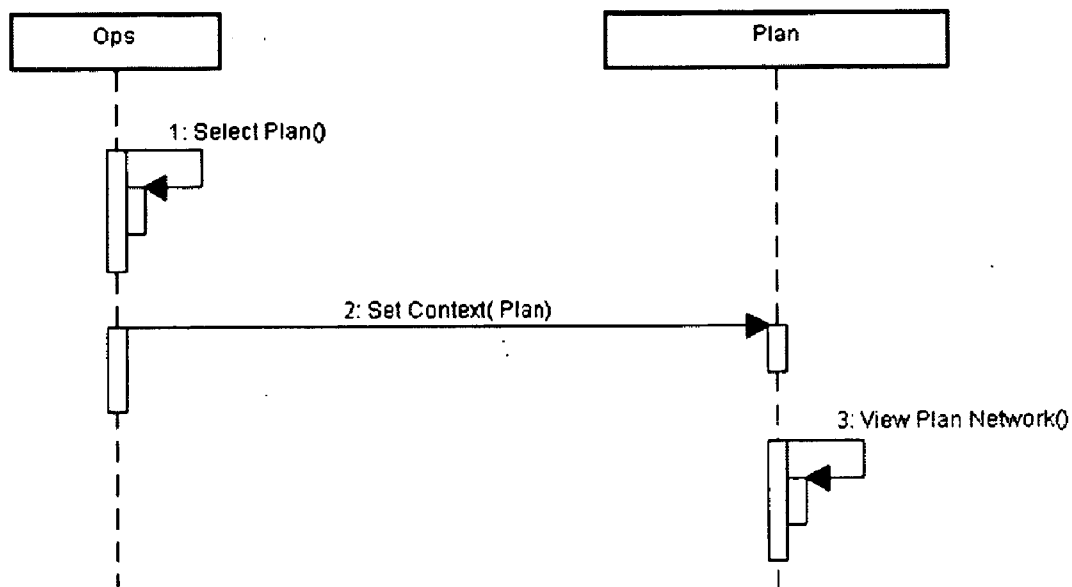 Ops
Plan
1: Select Plan()
2: Set Context( Plan)
3: View Plan Network()